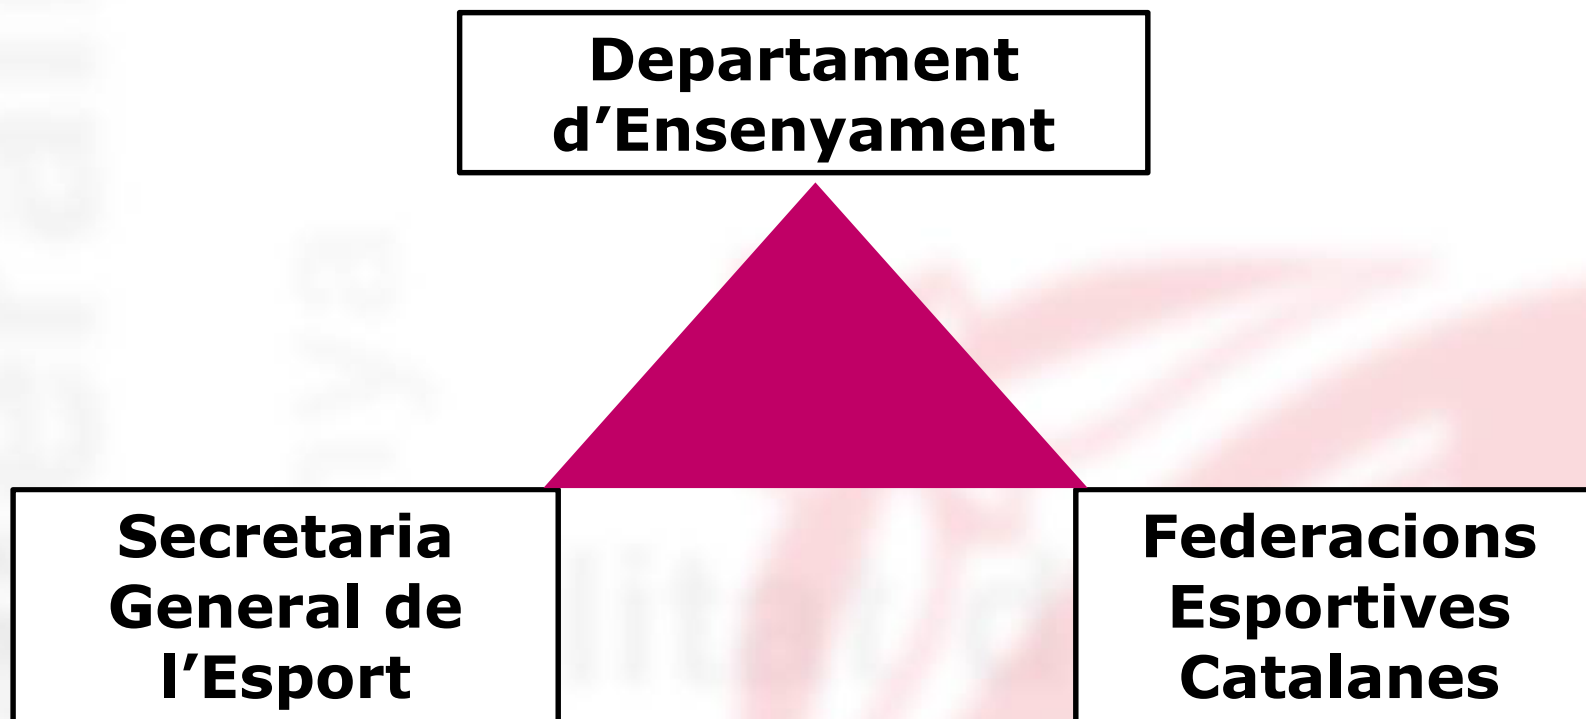 Departament
d’Ensenyament
Secretaria
General de
l’Esport
Federacions
Esportives
Catalanes